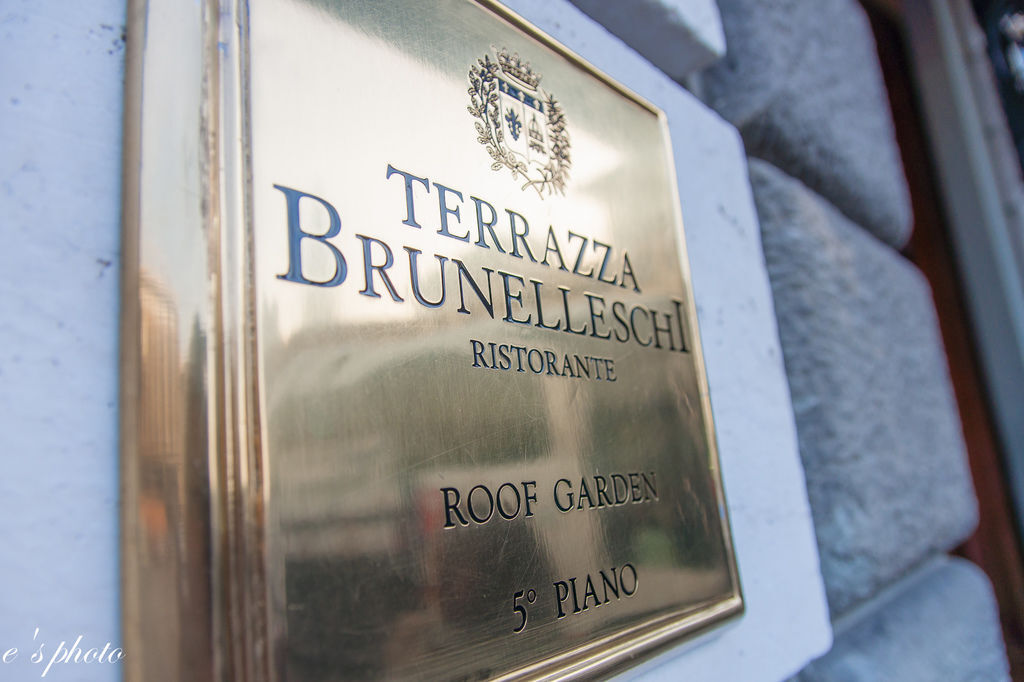 TERRAZZA
BRUNELLESCHI
RISTORANTE
ROOF GARDEN
5° PIANO
e's photo